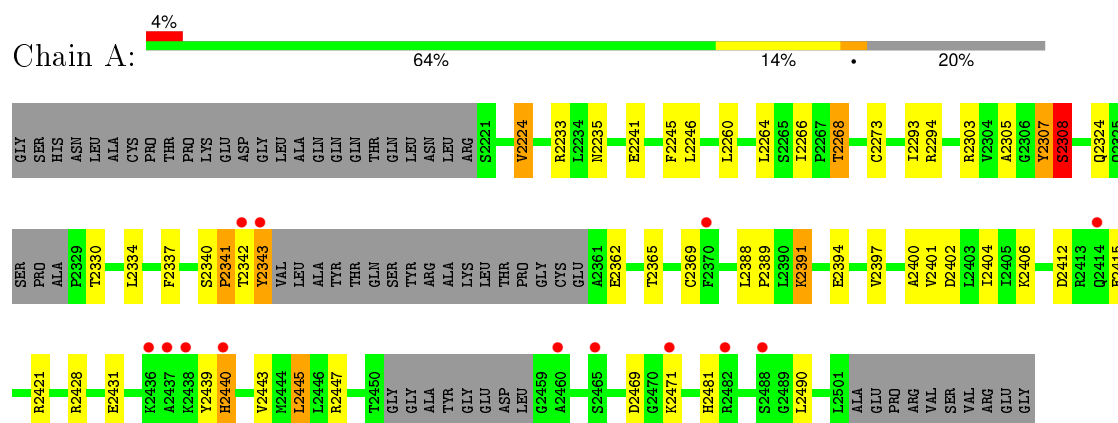 4%
Chain A:
64% 14% • 20%
GLY SER HIS ASN LEU ALA CYS PRO THR PRO LYS GLU ASP GLY LEU ALA GLN GLN GLN THR GLN LEU ASN LEU ARG S2221 V2224 R2233 L2234 N2235 E2241 F2245 L2246 L2260 L2264 S2265 I2266 P2267 T2268 C2273 I2293 R2294 R2303 V2304 A2305 G2306 Y2307 S2308 Q2324 Q2325
SER PRO ALA P2329 T2330 L2334 F2337 S2340 P2341 T2342 Y2343 VAL LEU ALA TYR THR GLN SER TYR ARG ALA LYS LEU THR PRO GLY CYS GLU A2361 E2362 T2365 C2369 F2370 L2388 P2389 L2390 K2391 E2394 V2397 A2400 V2401 D2402 L2403 I2404 I2405 K2406 D2412 R2413 Q2414 E2415
R2421 R2428 E2431 K2436 A2437 K2438 Y2439 H2440 V2443 M2444 L2445 L2446 R2447 T2450 GLY GLY ALA TYR GLY GLU ASP LEU G2459 A2460 S2465 D2469 G2470 K2471 H2481 R2482 S2488 G2489 L2490 L2501 ALA GLU PRO ARG VAL SER VAL ARG GLU GLY